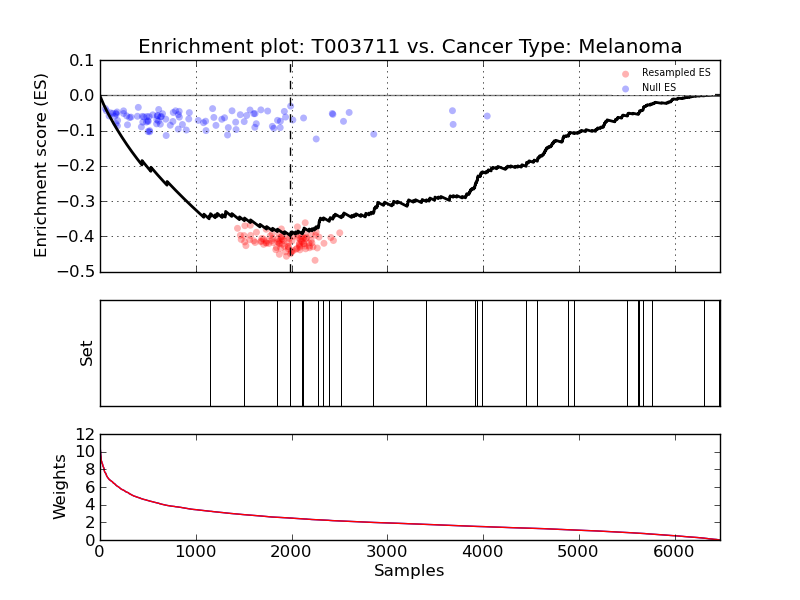 Enrichment plot: T003711 vs. Cancer Type: Melanoma
Enrichment score (ES)
0.1
0.0
−0.1
−0.2
−0.3
−0.4
−0.5
Resampled ES
Null ES
Set
Weights
12
10
8
6
4
2
0
0 1000 2000 3000 4000 5000 6000
Samples